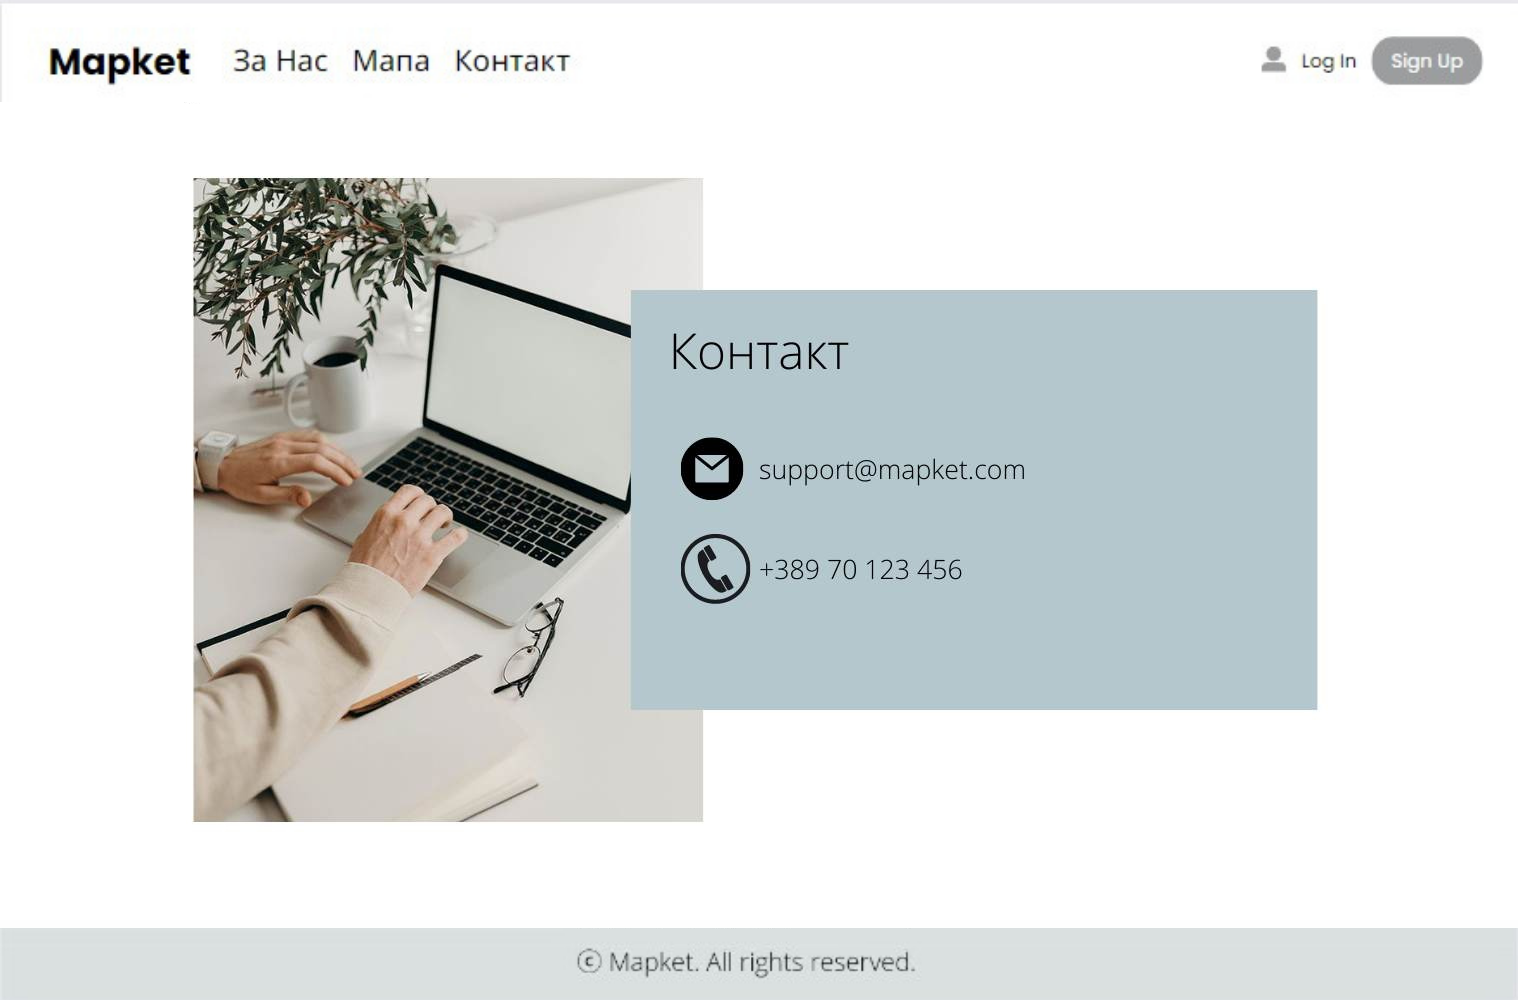 Mapket За Нас Мапа Контакт Log In Sign Up
Контакт
support@mapket.com
+389 70 123 456
© Mapket. All rights reserved.